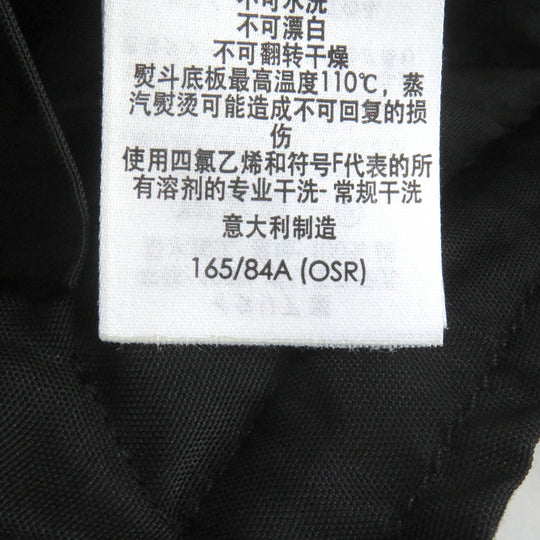 不可水洗
不可漂白
不可翻转干燥
熨斗底板最高温度110℃，蒸
汽熨烫可能造成不可回复的损
伤
使用四氯乙烯和符号F代表的所
有溶剂的专业干洗-常规干洗
意大利制造
165/84A (OSR)